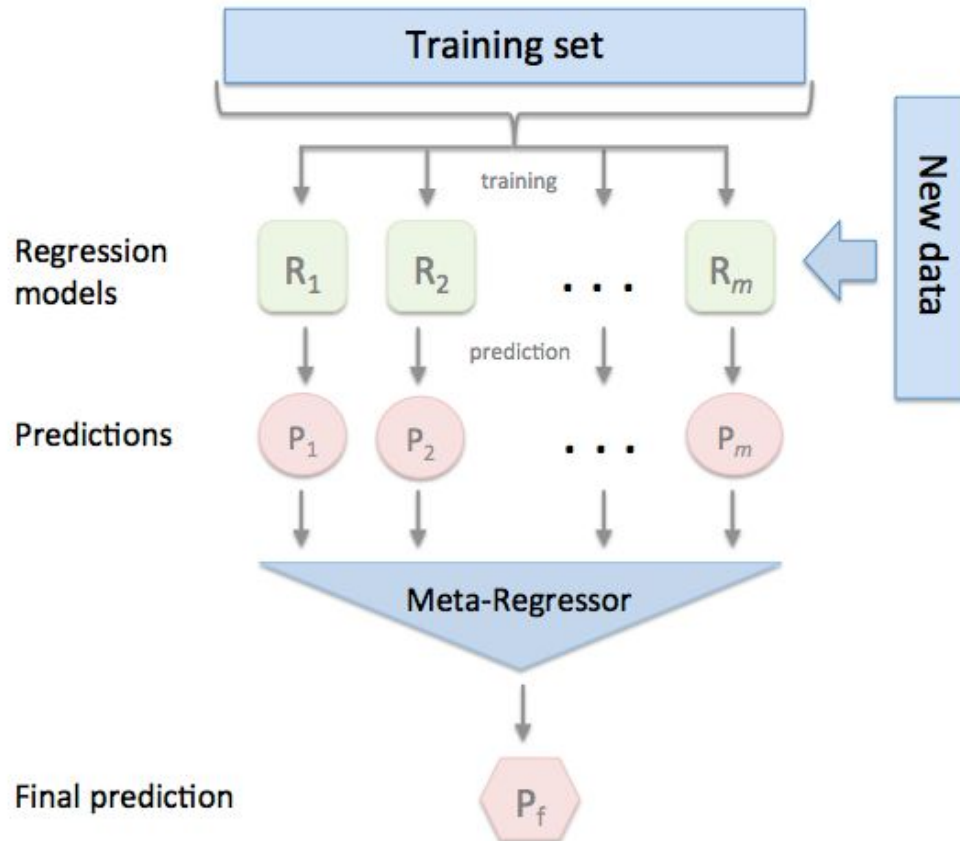 Training set
New data
training
Regression
models
R1 R2 . . . Rm
prediction
Predictions
P1 P2 . . . Pm
Meta-Regressor
Final prediction
Pf